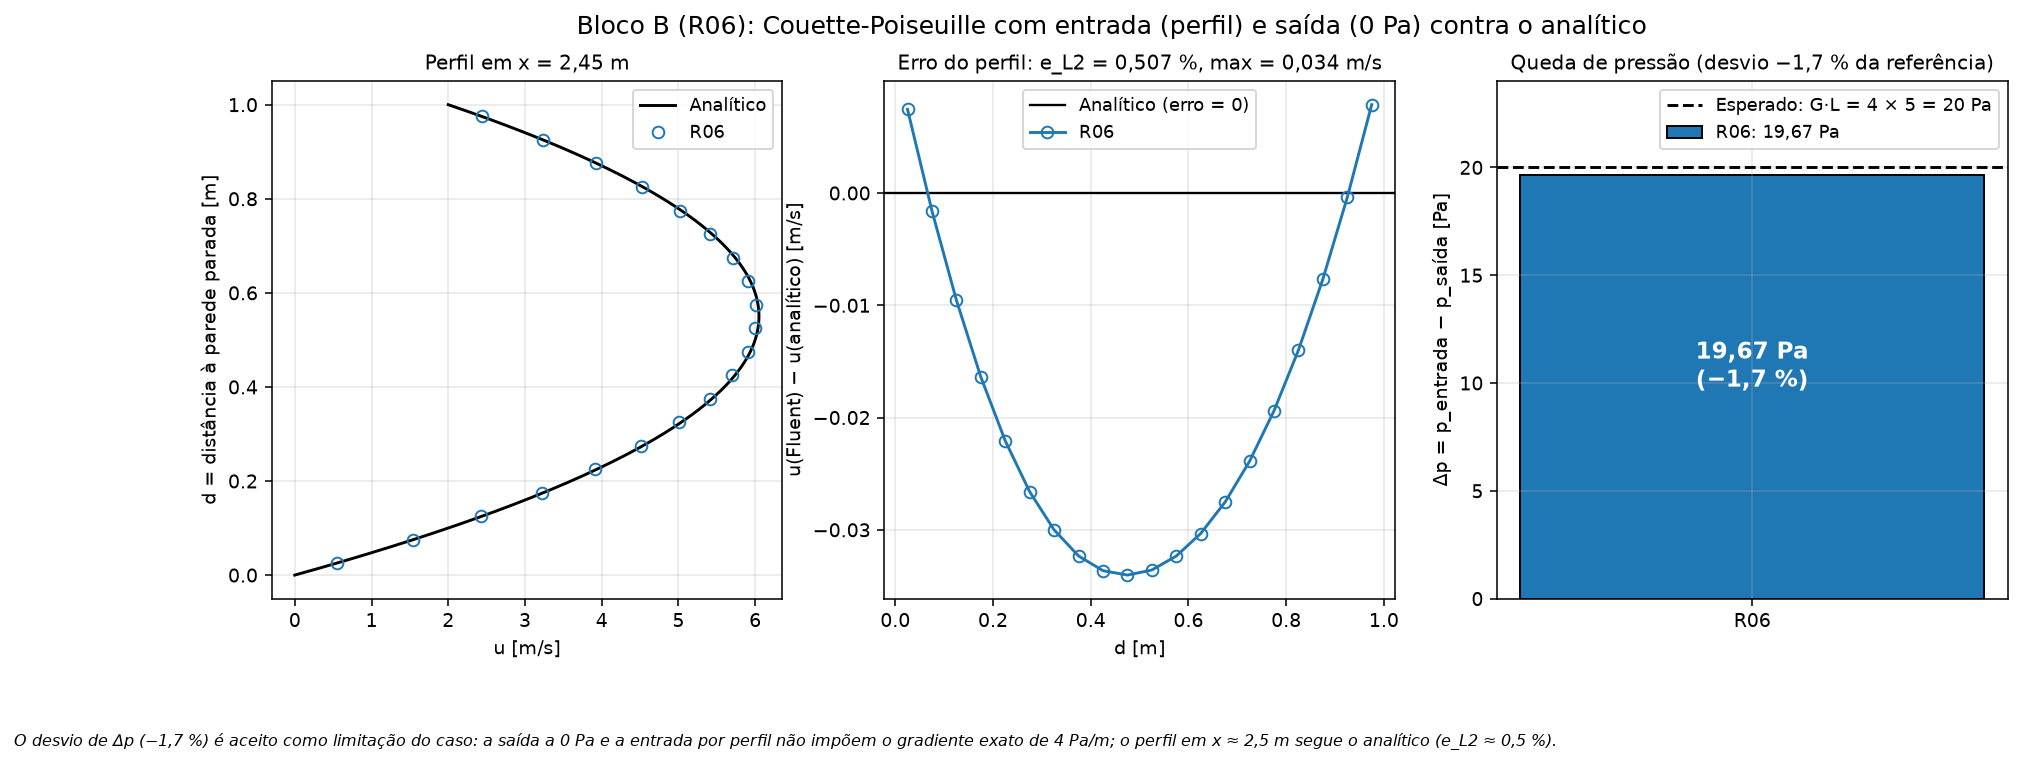 Bloco B (R06): Couette-Poiseuille com entrada (perfil) e saída (0 Pa) contra o analítico
Perfil em x = 2,45 m
Analítico
R06
d = distância à parede parada [m]
1.0
0.8
0.6
0.4
0.2
0.0
0 1 2 3 4 5 6
u [m/s]
Erro do perfil: e_L2 = 0,507 %, max = 0,034 m/s
Analítico (erro = 0)
R06
u(Fluent) − u(analítico) [m/s]
0.00
−0.01
−0.02
−0.03
0.0 0.2 0.4 0.6 0.8 1.0
d [m]
Queda de pressão (desvio −1,7 % da referência)
Esperado: G·L = 4 × 5 = 20 Pa
R06: 19,67 Pa
Δp = p_entrada − p_saída [Pa]
20
15
10
5
0
19,67 Pa
(−1,7 %)
R06
O desvio de Δp (−1,7 %) é aceito como limitação do caso: a saída a 0 Pa e a entrada por perfil não impõem o gradiente exato de 4 Pa/m; o perfil em x ≈ 2,5 m segue o analítico (e_L2 ≈ 0,5 %).